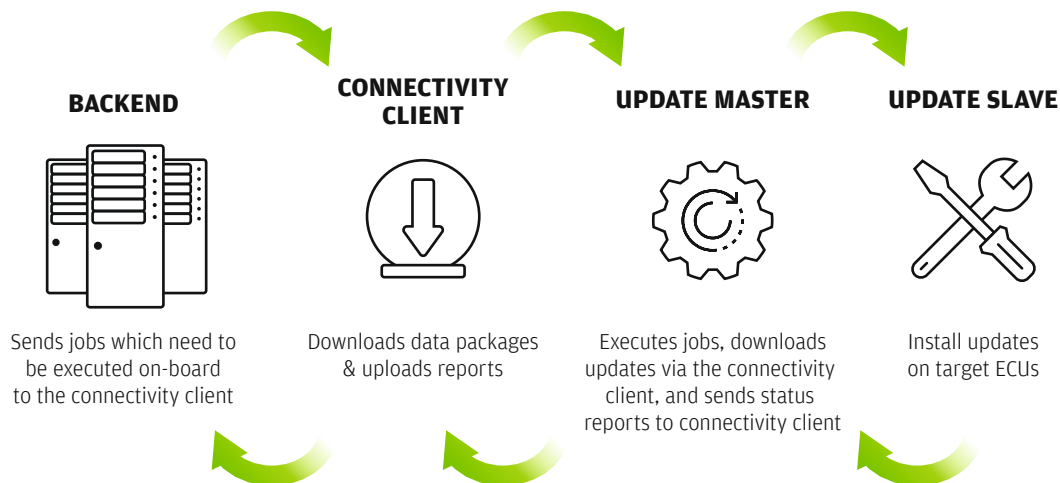 BACKEND
Sends jobs which need to
be executed on-board
to the connectivity client
CONNECTIVITY
CLIENT
Downloads data packages
& uploads reports
UPDATE MASTER
Executes jobs, downloads
updates via the connectivity
client, and sends status
reports to connectivity client
UPDATE SLAVE
Install updates
on target ECUs